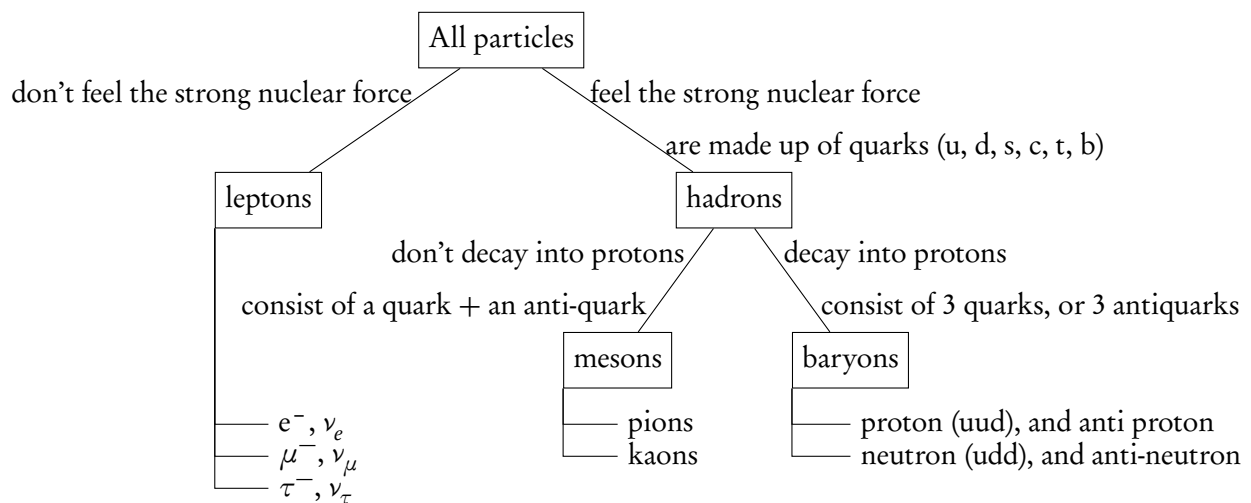 All particles
don’t feel the strong nuclear force
feel the strong nuclear force
are made up of quarks (u, d, s, c, t, b)
leptons
hadrons
don’t decay into protons
decay into protons
consist of a quark + an anti-quark
consist of 3 quarks, or 3 antiquarks
mesons
baryons
e⁻, νₑ
μ⁻, ν_μ
τ⁻, ν_τ
pions
kaons
proton (uud), and anti proton
neutron (udd), and anti-neutron